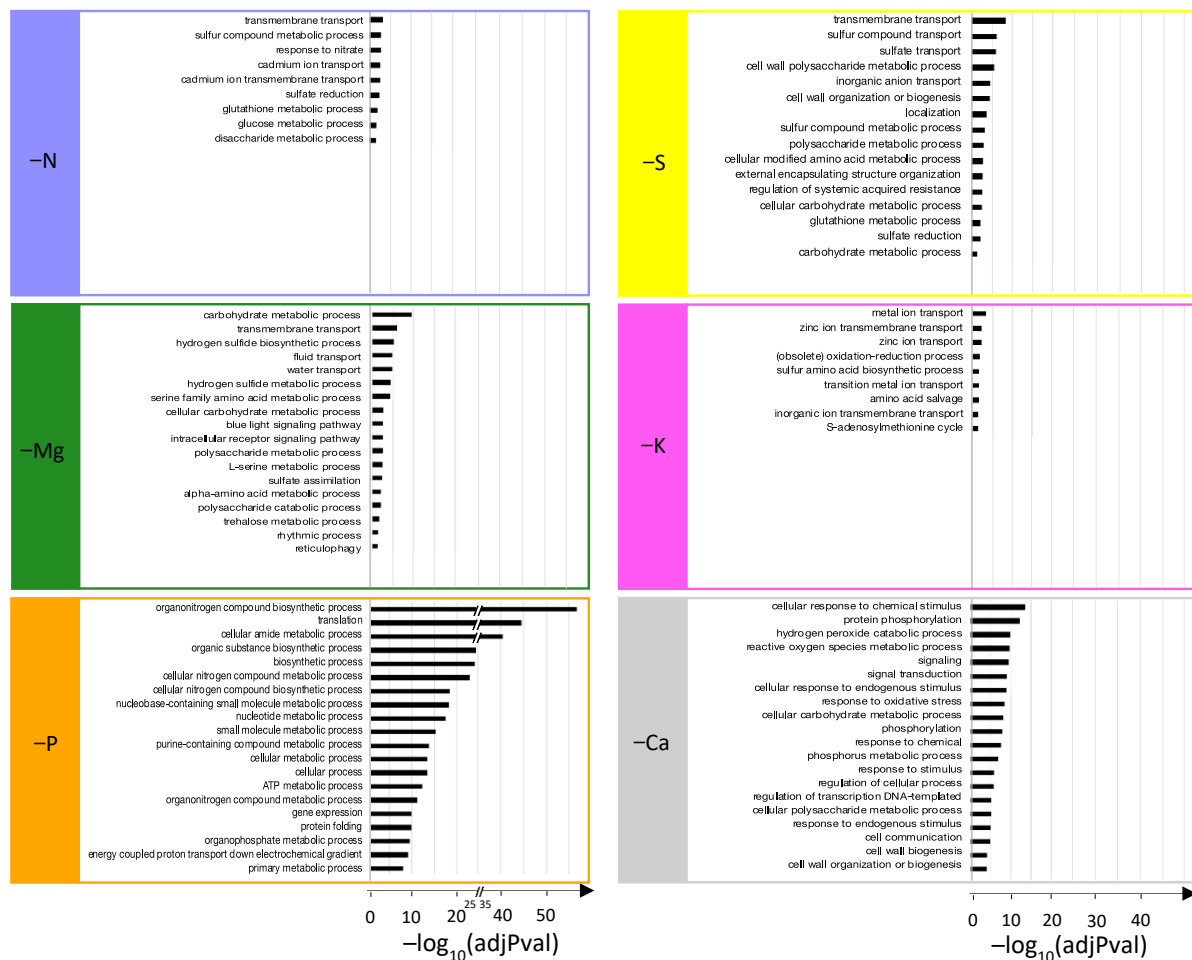 –N
transmembrane transport
sulfur compound metabolic process
response to nitrate
cadmium ion transport
cadmium ion transmembrane transport
sulfate reduction
glutathione metabolic process
glucose metabolic process
disaccharide metabolic process
–S
transmembrane transport
sulfur compound transport
sulfate transport
cell wall polysaccharide metabolic process
inorganic anion transport
cell wall organization or biogenesis
localization
sulfur compound metabolic process
polysaccharide metabolic process
cellular modified amino acid metabolic process
external encapsulating structure organization
regulation of systemic acquired resistance
cellular carbohydrate metabolic process
glutathione metabolic process
sulfate reduction
carbohydrate metabolic process
–Mg
carbohydrate metabolic process
transmembrane transport
hydrogen sulfide biosynthetic process
fluid transport
water transport
hydrogen sulfide metabolic process
serine family amino acid metabolic process
cellular carbohydrate metabolic process
blue light signaling pathway
intracellular receptor signaling pathway
polysaccharide metabolic process
L-serine metabolic process
sulfate assimilation
alpha-amino acid metabolic process
polysaccharide catabolic process
trehalose metabolic process
rhythmic process
reticulophagy
–K
metal ion transport
zinc ion transmembrane transport
zinc ion transport
(obsolete) oxidation-reduction process
sulfur amino acid biosynthetic process
transition metal ion transport
amino acid salvage
inorganic ion transmembrane transport
S-adenosylmethionine cycle
–P
organonitrogen compound biosynthetic process
translation
cellular amide metabolic process
organic substance biosynthetic process
biosynthetic process
cellular nitrogen compound metabolic process
cellular nitrogen compound biosynthetic process
nucleobase-containing small molecule metabolic process
nucleotide metabolic process
small molecule metabolic process
purine-containing compound metabolic process
cellular metabolic process
cellular process
ATP metabolic process
organonitrogen compound metabolic process
gene expression
protein folding
organophosphate metabolic process
energy coupled proton transport down electrochemical gradient
primary metabolic process
0 10 20 25 35 40 50
–log10(adjPval)
–Ca
cellular response to chemical stimulus
protein phosphorylation
hydrogen peroxide catabolic process
reactive oxygen species metabolic process
signaling
signal transduction
cellular response to endogenous stimulus
response to oxidative stress
cellular carbohydrate metabolic process
phosphorylation
response to chemical
phosphorus metabolic process
response to stimulus
regulation of cellular process
regulation of transcription DNA-templated
cellular polysaccharide metabolic process
response to endogenous stimulus
cell communication
cell wall biogenesis
cell wall organization or biogenesis
0 10 20 30 40
–log10(adjPval)